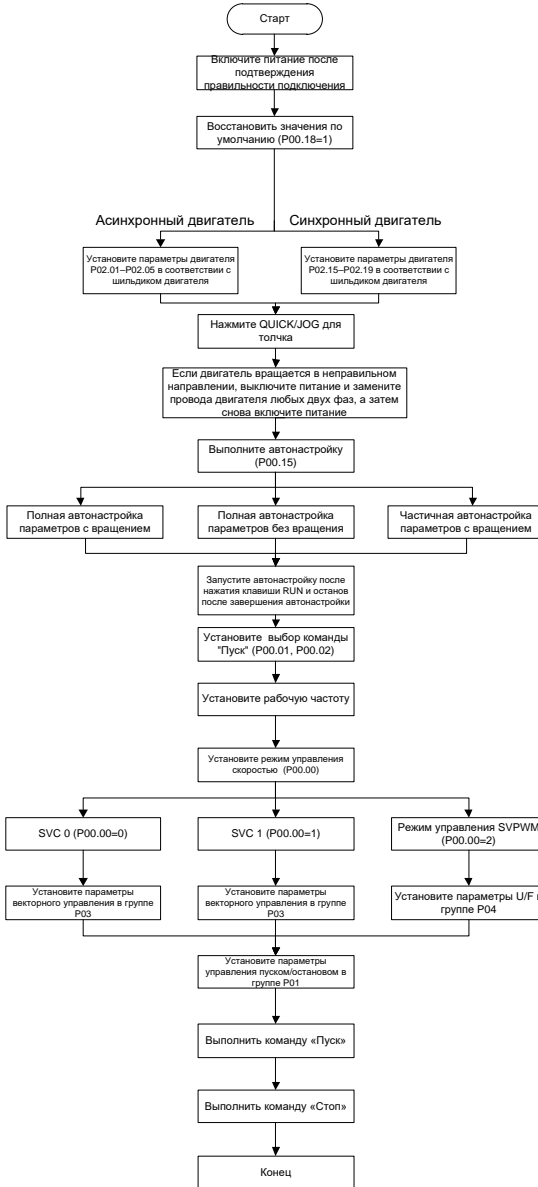 Старт
Включите питание после
подтверждения
правильности подключения
Восстановить значения по
умолчанию (P00.18=1)
Асинхронный двигатель
Синхронный двигатель
Установите параметры двигателя
P02.01–P02.05 в соответствии с
шильдиком двигателя
Установите параметры двигателя
P02.15–P02.19 в соответствии с
шильдиком двигателя
Нажмите QUICK/JOG для
толчка
Если двигатель вращается в неправильном
направлении, выключите питание и замените
провода двигателя любых двух фаз, а затем
снова включите питание
Выполните автонастройку
(P00.15)
Полная автонастройка
параметров с вращением
Полная автонастройка
параметров без вращения
Частичная автонастройка
параметров с вращением
Запустите автонастройку после
нажатия клавиши RUN и останов
после завершения автонастройки
Установите выбор команды
"Пуск" (P00.01, P00.02)
Установите рабочую частоту
Установите режим управления
скоростью (P00.00)
SVC 0 (P00.00=0)
SVC 1 (P00.00=1)
Режим управления SVPWM
(P00.00=2)
Установите параметры
векторного управления в группе
P03
Установите параметры
векторного управления в группе
P03
Установите параметры U/F
группе P04
Установите параметры
управления пуском/остановом в
группе P01
Выполнить команду «Пуск»
Выполнить команду «Стоп»
Конец